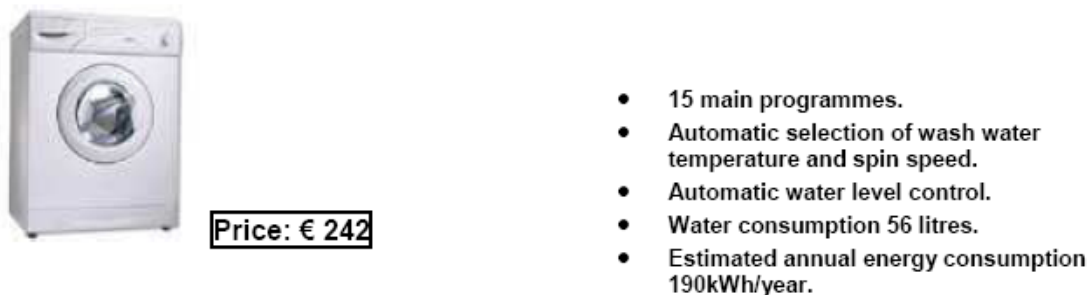 Price: € 242
• 15 main programmes.
• Automatic selection of wash water
temperature and spin speed.
• Automatic water level control.
• Water consumption 56 litres.
• Estimated annual energy consumption
190kWh/year.